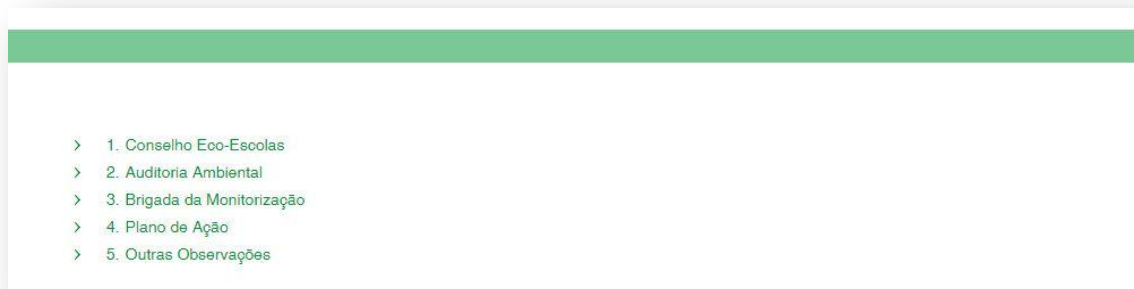 > 1. Conselho Eco-Escolas
> 2. Auditoria Ambiental
> 3. Brigada da Monitorização
> 4. Plano de Ação
> 5. Outras Observações